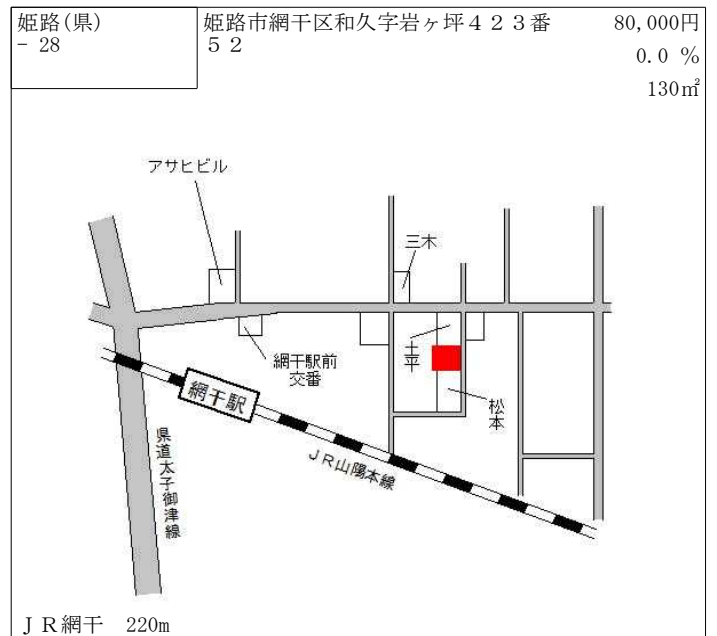 姫路(県)
- 28
姫路市網干区和久字岩ヶ坪４２３番
５２
80,000円
0.0 %
130㎡
アサヒビル
三木
網干駅前
交番
土平
松本
網干駅
ＪＲ山陽本線
県道太子御津線
ＪＲ網干 220m